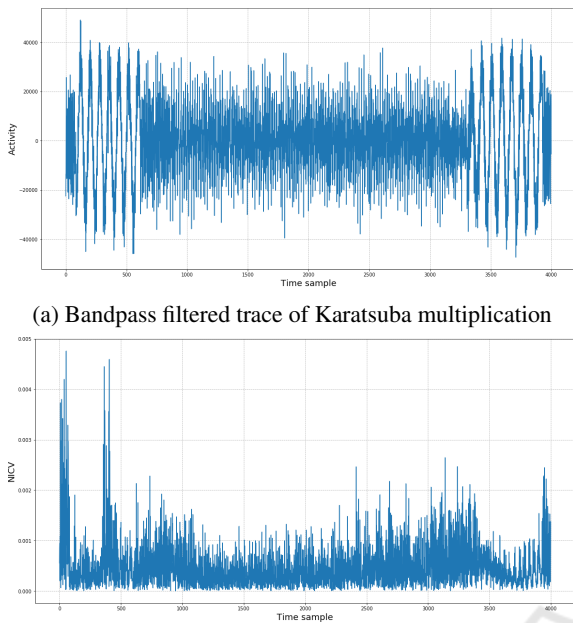 40000
20000
0
−20000
−40000
Activity
0 500 1000 1500 2000 2500 3000 3500 4000
Time sample
(a) Bandpass filtered trace of Karatsuba multiplication
0.005
0.004
0.003
0.002
0.001
0.000
NICV
0 500 1000 1500 2000 2500 3000 3500 4000
Time sample